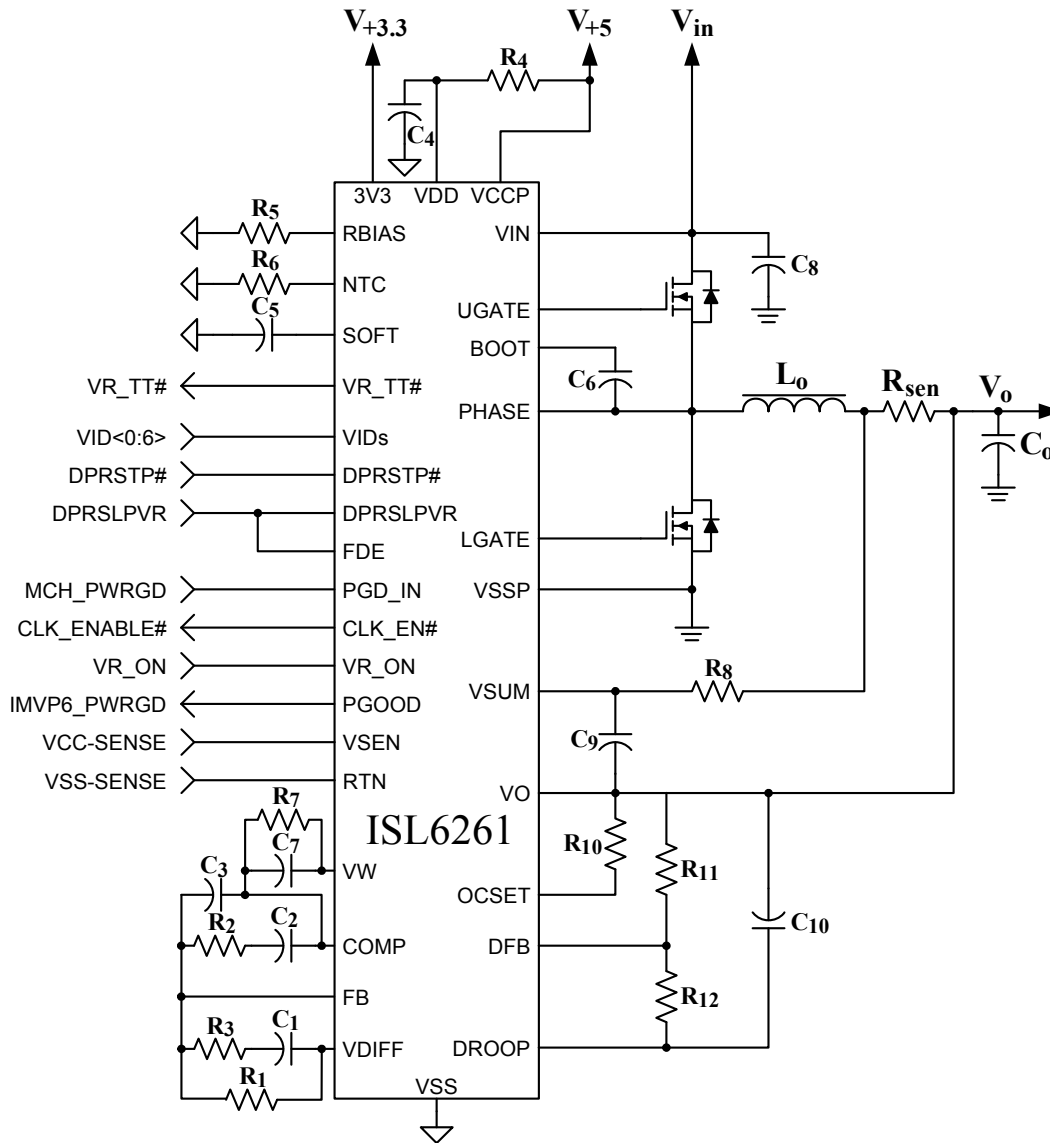 V+3.3
V+5
Vin
R4
C4
3V3
VDD
VCCP
R5
RBIAS
VIN
C8
R6
NTC
UGATE
C5
SOFT
BOOT
C6
VR_TT#
VR_TT#
PHASE
Lo
Rsen
Vo
Co
VID<0:6>
VIDs
DPRSTP#
DPRSTP#
DPRSLPVR
DPRSLPVR
LGATE
FDE
MCH_PWRGD
PGD_IN
VSSP
CLK_ENABLE#
CLK_EN#
VR_ON
VR_ON
VSUM
R8
IMVP6_PWRGD
PGOOD
C9
VCC-SENSE
VSEN
VSS-SENSE
RTN
VO
R7
ISL6261
R10
R11
C7
C3
VW
OCSET
C10
R2
C2
COMP
DFB
FB
R12
R3
C1
VDIFF
DROOP
R1
VSS